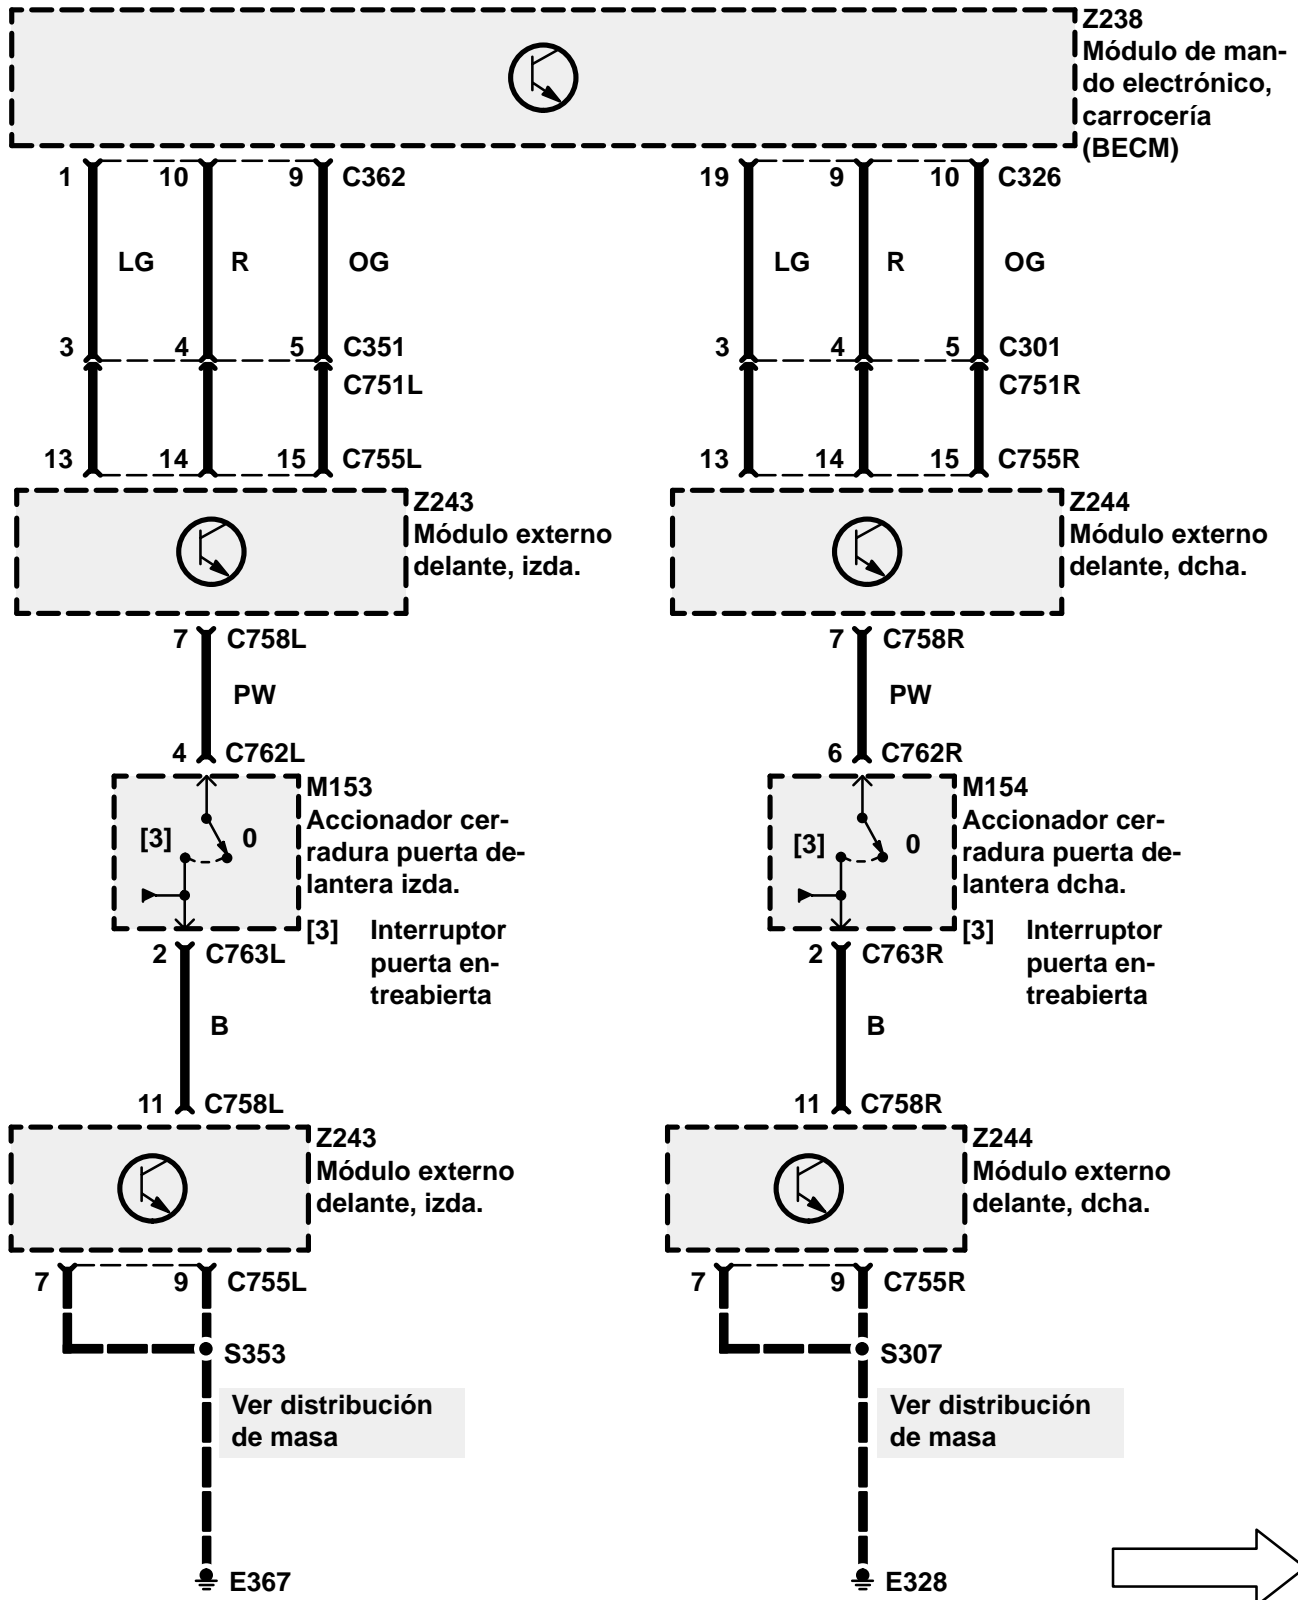 Z238
Módulo de man-
do electrónico,
carrocería
(BECM)
1 10 9 C362 19 9 10 C326
LG R OG LG R OG
3 4 5 C351 3 4 5 C301
C751L C751R
13 14 15 C755L 13 14 15 C755R
Z243
Módulo externo
delante, izda.
Z244
Módulo externo
delante, dcha.
7 C758L 7 C758R
PW PW
4 C762L 6 C762R
M153
Accionador cer-
radura puerta de-
lantera izda.
[3] 0
[3] Interruptor
puerta en-
treabierta
M154
Accionador cer-
radura puerta de-
lantera dcha.
[3] 0
[3] Interruptor
puerta en-
treabierta
2 C763L 2 C763R
B B
11 C758L 11 C758R
Z243
Módulo externo
delante, izda.
Z244
Módulo externo
delante, dcha.
7 9 C755L 7 9 C755R
S353 S307
Ver distribución
de masa
Ver distribución
de masa
E367 E328